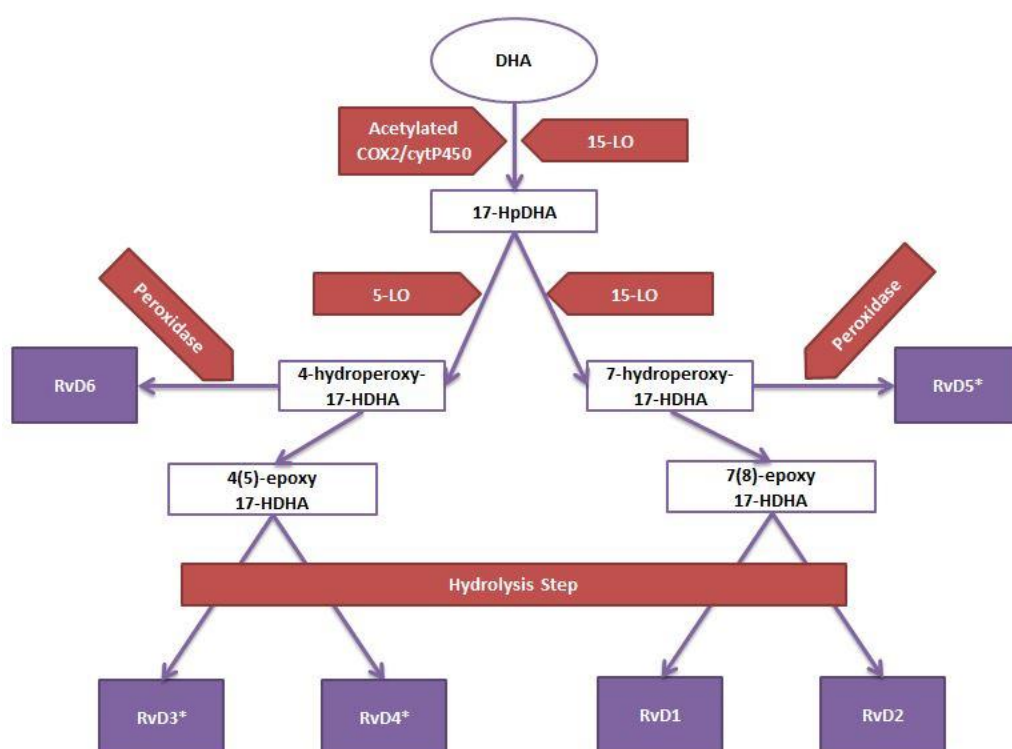 DHA
Acetylated
COX2/cytP450
15-LO
17-HpDHA
5-LO
15-LO
Peroxidase
Peroxidase
RvD6
4-hydroperoxy-
17-HDHA
7-hydroperoxy-
17-HDHA
RvD5*
4(5)-epoxy
17-HDHA
7(8)-epoxy
17-HDHA
Hydrolysis Step
RvD3*
RvD4*
RvD1
RvD2